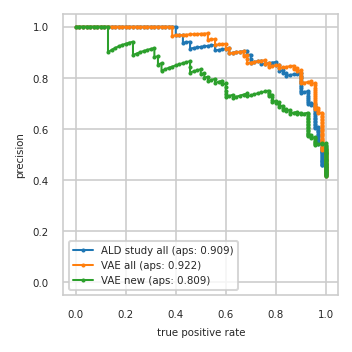 1.0
0.8
0.6
0.4
0.2
0.0
precision
ALD study all (aps: 0.909)
VAE all (aps: 0.922)
VAE new (aps: 0.809)
0.0 0.2 0.4 0.6 0.8 1.0
true positive rate